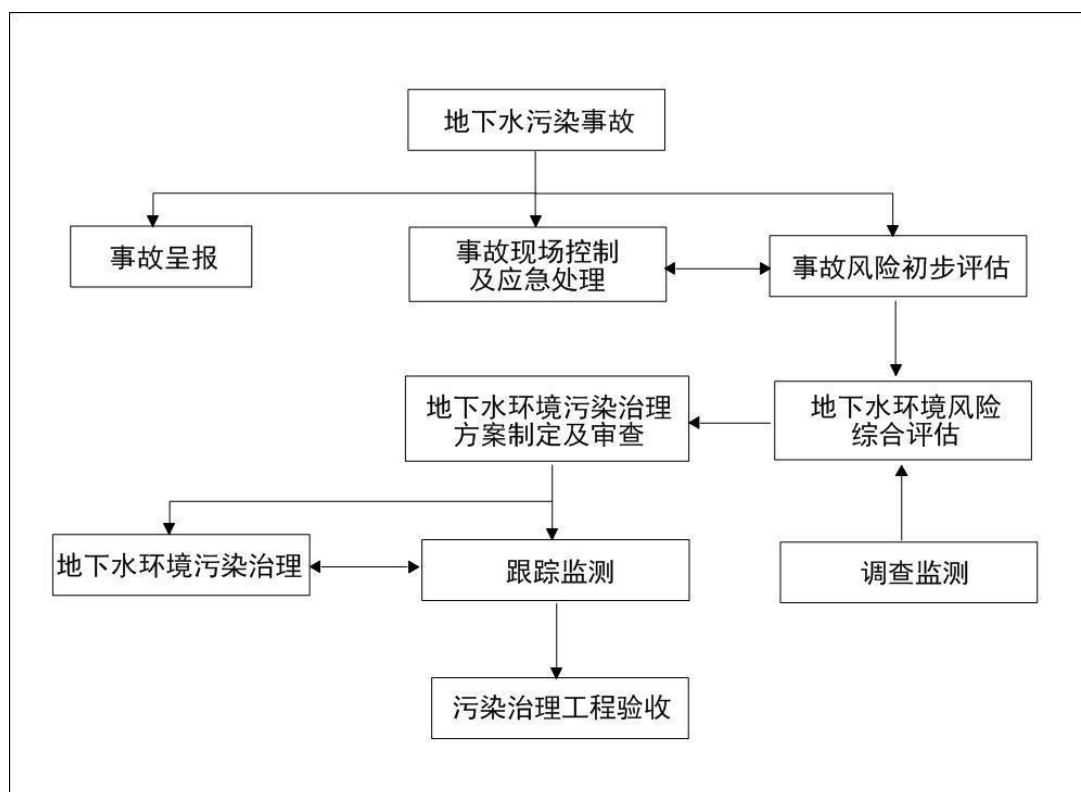 地下水污染事故
事故呈报
事故现场控制
及应急处理
事故风险初步评估
地下水环境污染治理
方案制定及审查
地下水环境风险
综合评估
地下水环境污染治理
跟踪监测
调查监测
污染治理工程验收